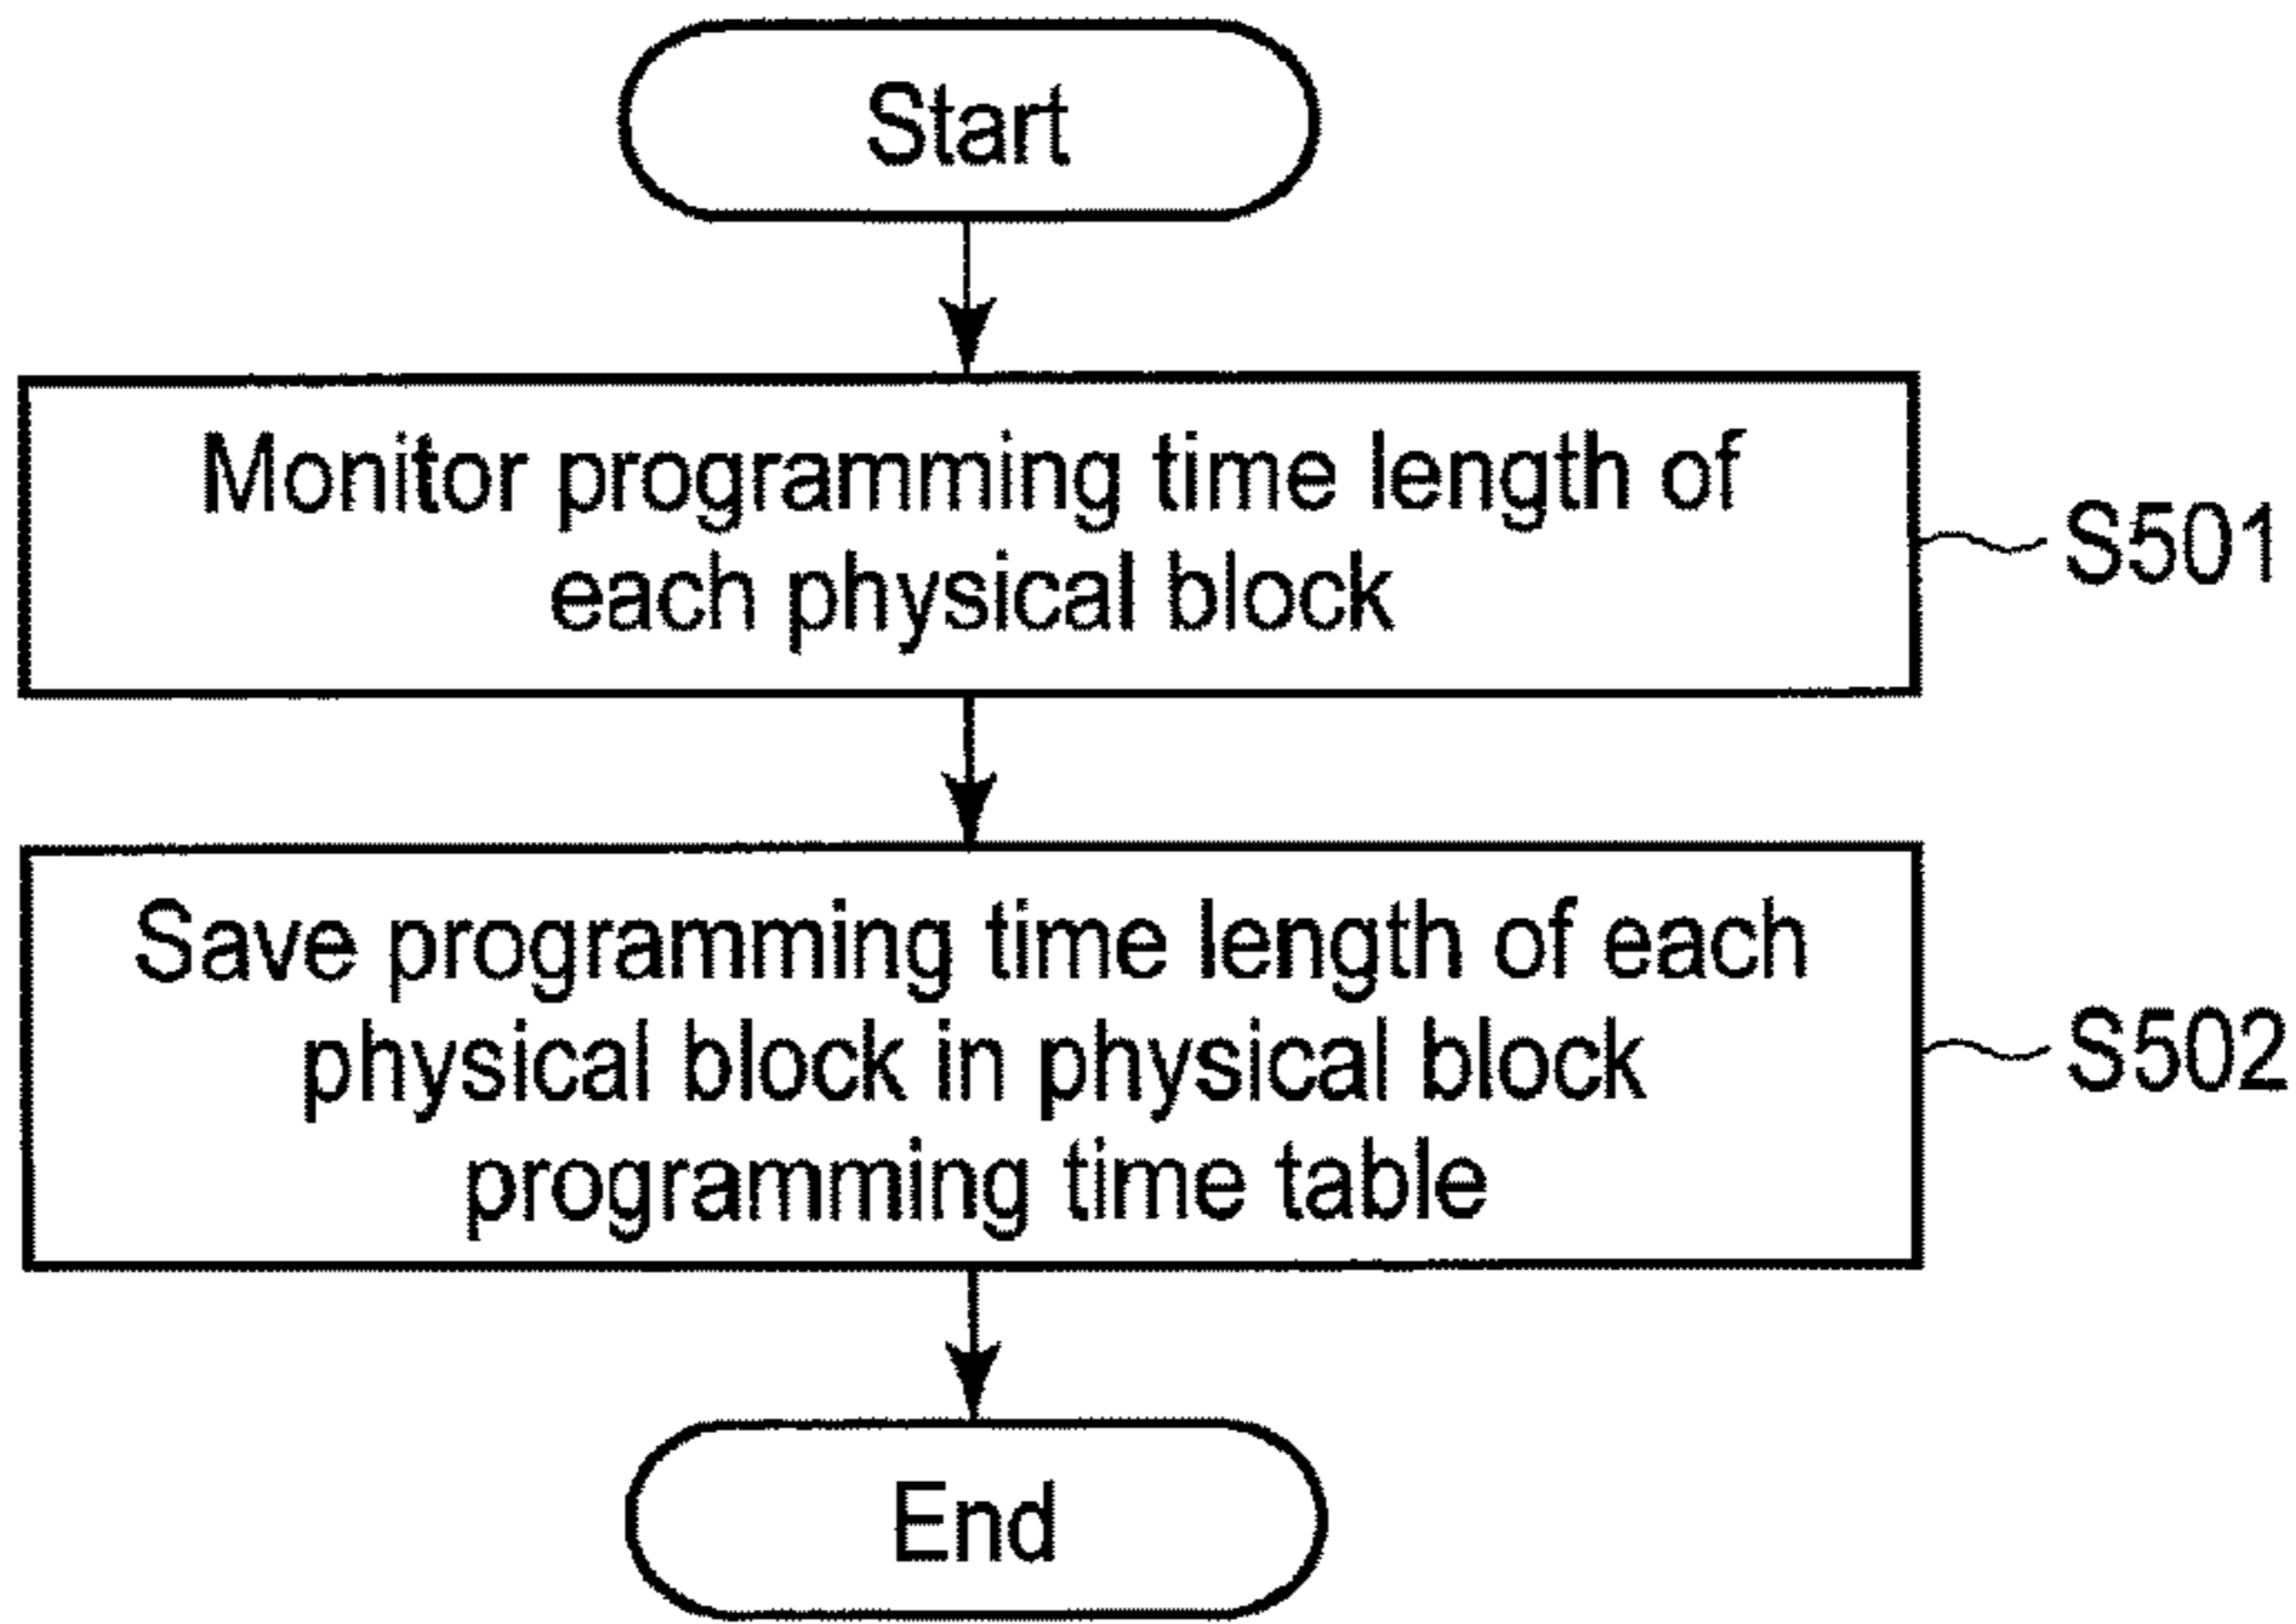 Start
Monitor programming time length of
each physical block
S501
Save programming time length of each
physical block in physical block
programming time table
S502
End